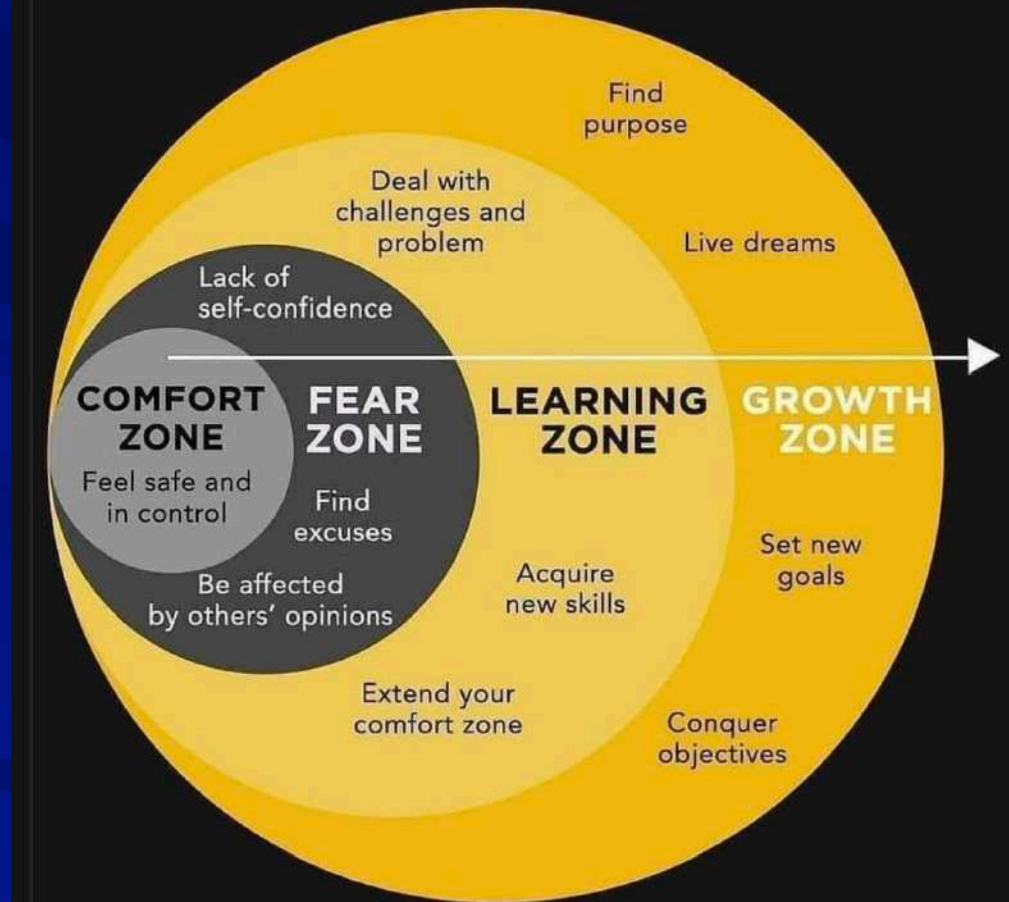 Find
purpose
Deal with
challenges and
problem
Live dreams
Lack of
self-confidence
COMFORT
ZONE
Feel safe and
in control
FEAR
ZONE
Find
excuses
Be affected
by others' opinions
LEARNING
ZONE
Acquire
new skills
Extend your
comfort zone
GROWTH
ZONE
Set new
goals
Conquer
objectives